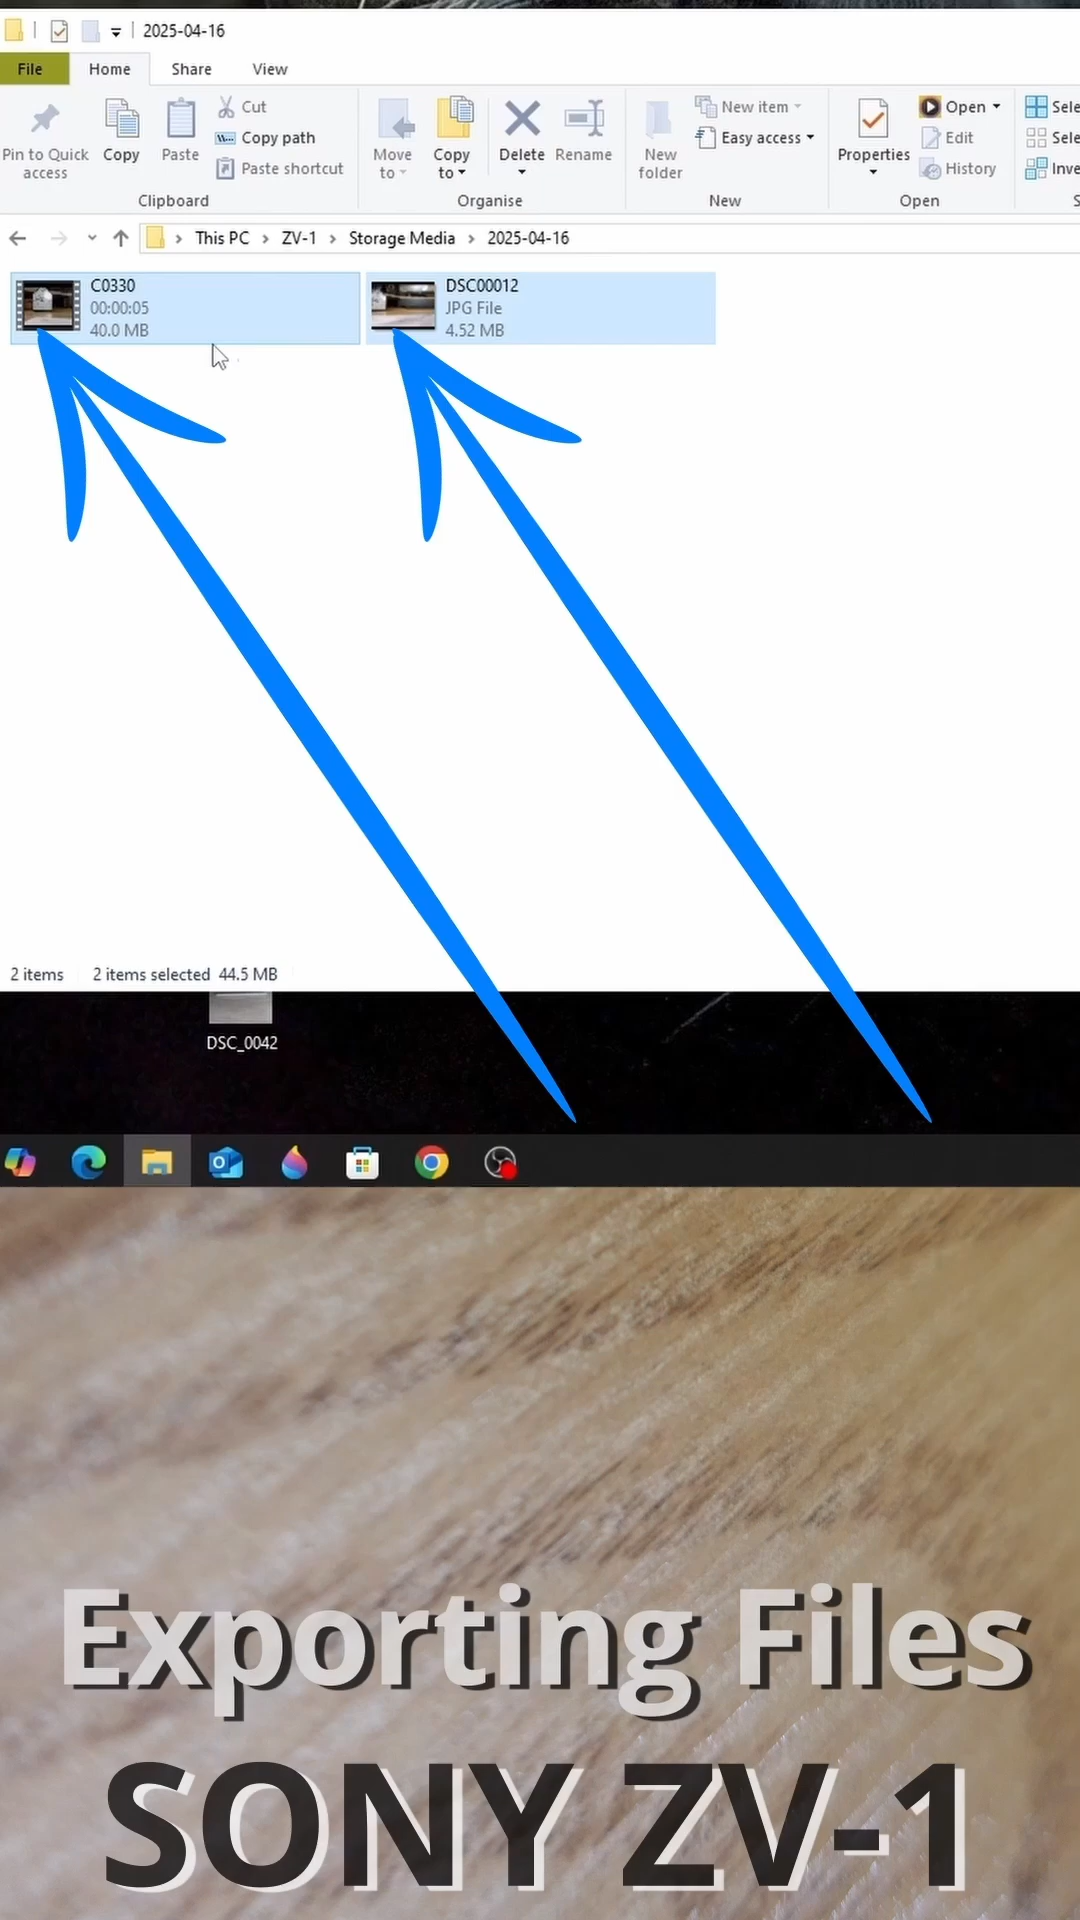 2025-04-16
File Home Share View
Pin to Quick access
Copy
Paste
Cut
Copy path
Paste shortcut
Clipboard
Move to
Copy to
Delete
Rename
Organise
New folder
New item
Easy access
New
Properties
Open
Edit
History
Open
Sele
Sele
Inve
S
This PC > ZV-1 > Storage Media > 2025-04-16
C0330
00:00:05
40.0 MB
DSC00012
JPG File
4.52 MB
2 items 2 items selected 44.5 MB
DSC_0042
Exporting Files
SONY ZV-1